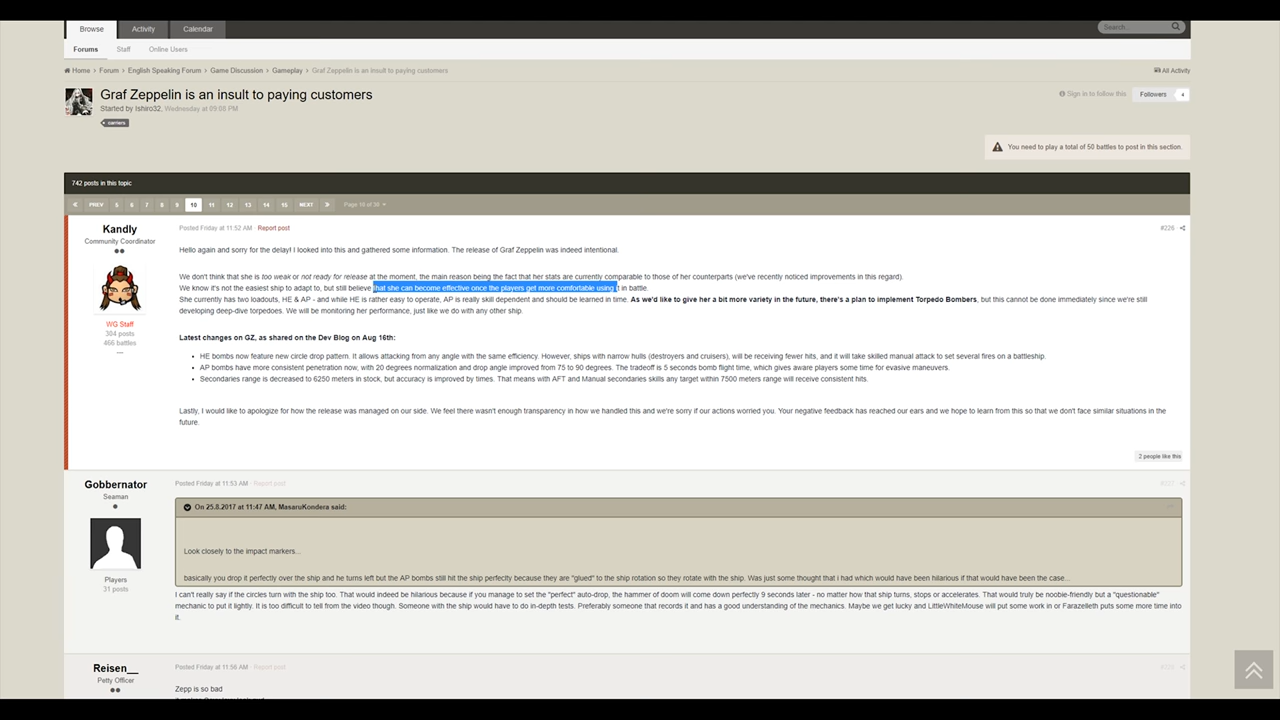 Browse Activity Calendar
Search
Forums Staff Online Users
Home > Forum > English Speaking Forum > Game Discussion > Gameplay > Graf Zeppelin is an insult to paying customers
All Activity
Graf Zeppelin is an insult to paying customers
Started by Ishiro32, Wednesday at 09:08 PM
carriers
Sign in to follow this
Followers 4
You need to play a total of 50 battles to post in this section.
742 posts in this topic
« PREV 5 6 7 8 9 10 11 12 13 14 15 NEXT »
Kandly
Community Coordinator
WG Staff
304 posts
466 battles
Posted Friday at 11:52 AM · Report post
#226
Hello again and sorry for the delay! I looked into this and gathered some information. The release of Graf Zeppelin was indeed intentional.
We don't think that she is too weak or not ready for release at the moment, the main reason being the fact that her stats are currently comparable to those of her counterparts (we've recently noticed improvements in this regard).
We know it's not the easiest ship to adapt to, but still believe that she can become effective once the players get more comfortable using it in battle.
She currently has two loadouts, HE & AP - and while HE is rather easy to operate, AP is really skill dependent and should be learned in time. As we'd like to give her a bit more variety in the future, there's a plan to implement Torpedo Bombers, but this cannot be done immediately since we're still
developing deep-dive torpedoes. We will be monitoring her performance, just like we do with any other ship.
Latest changes on GZ, as shared on the Dev Blog on Aug 16th:
• HE bombs now feature new circle drop pattern. It allows attacking from any angle with the same efficiency. However, ships with narrow hulls (destroyers and cruisers), will be receiving fewer hits, and it will take skilled manual attack to set several fires on a battleship.
• AP bombs have more consistent penetration now, with 20 degrees normalization and drop angle improved from 75 to 90 degrees. The tradeoff is 5 seconds bomb flight time, which gives aware players some time for evasive maneuvers.
• Secondaries range is decreased to 6250 meters in stock, but accuracy is improved by times. That means with AFT and Manual secondaries skills any target within 7500 meters range will receive consistent hits.
Lastly, I would like to apologize for how the release was managed on our side. We feel there wasn't enough transparency in how we handled this and we're sorry if our actions worried you. Your negative feedback has reached our ears and we hope to learn from this so that we don't face similar situations in the
future.
2 people like this
Gobbernator
Seaman
Players
31 posts
Posted Friday at 11:53 AM · Report post
On 25.8.2017 at 11:47 AM, MasaruKondera said:
Look closely to the impact markers...
basically you drop it perfectly over the ship and he turns left but the AP bombs still hit the ship perfectly because they are "glued" to the ship rotation so they rotate with the ship. Was just some thought that i had which would have been hilarious if that would have been the case...
I can't really say if the circles turn with the ship too. That would indeed be hilarious because if you manage to set the "perfect" auto-drop, the hammer of doom will come down perfectly 9 seconds later - no matter how that ship turns, stops or accelerates. That would truly be noobie-friendly but a "questionable"
mechanic to put it lightly. It is too difficult to tell from the video though. Someone with the ship would have to do in-depth tests. Preferably someone that records it and has a good understanding of the mechanics. Maybe we get lucky and LittleWhiteMouse will put some work in or Farazelleth puts some more time into
it.
Reisen__
Petty Officer
Posted Friday at 11:56 AM · Report post
Zepp is so bad